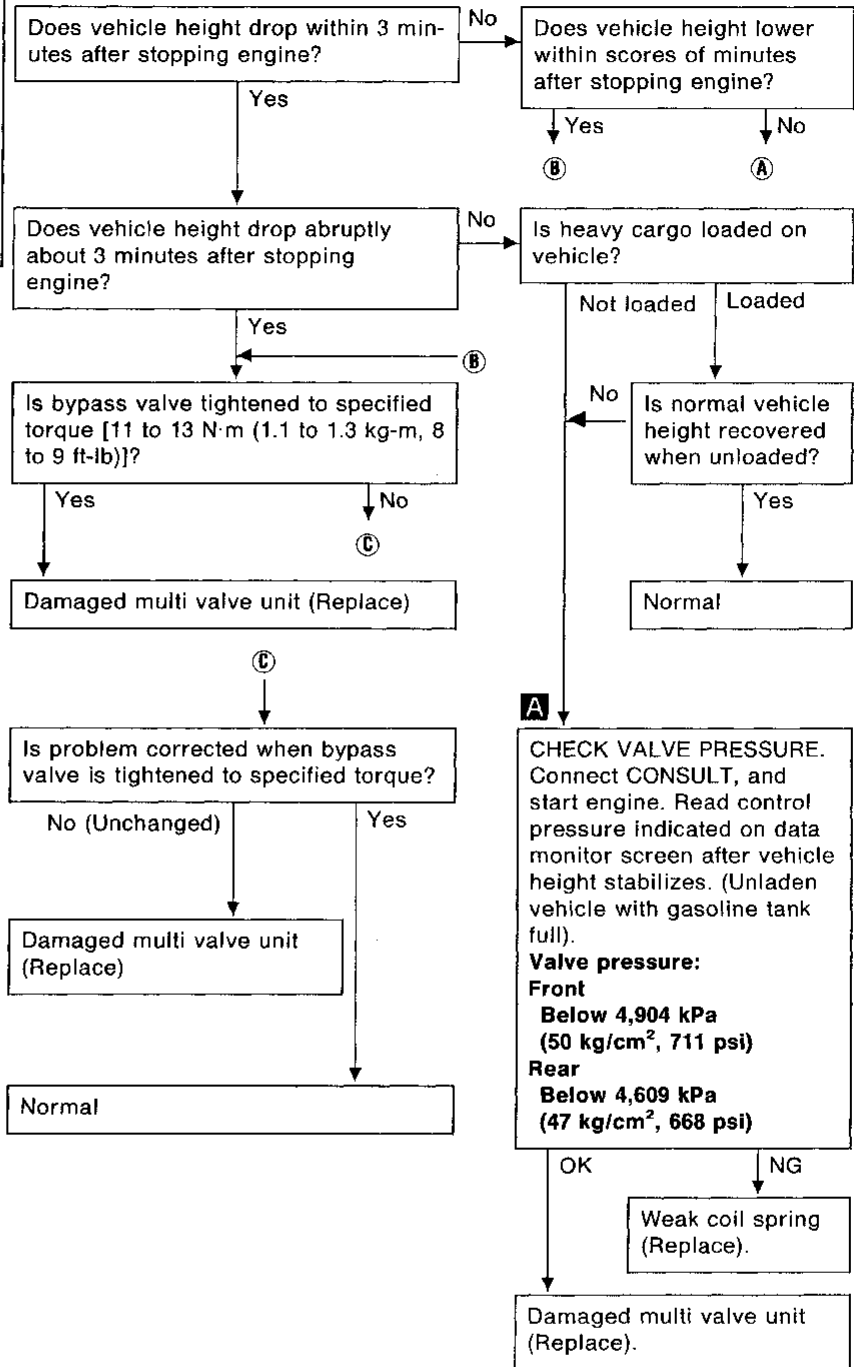 Does vehicle height drop within 3 min-
utes after stopping engine?
No
Does vehicle height lower
within scores of minutes
after stopping engine?
Yes
Yes
No
B
A
Does vehicle height drop abruptly
about 3 minutes after stopping
engine?
No
Is heavy cargo loaded on
vehicle?
Not loaded
Loaded
Yes
B
Is bypass valve tightened to specified
torque [11 to 13 N·m (1.1 to 1.3 kg-m, 8
to 9 ft-lb)]?
No
Is normal vehicle
height recovered
when unloaded?
Yes
No
C
Yes
Damaged multi valve unit (Replace)
Normal
C
Is problem corrected when bypass
valve is tightened to specified torque?
No (Unchanged)
Yes
Damaged multi valve unit
(Replace)
Normal
A
CHECK VALVE PRESSURE.
Connect CONSULT, and
start engine. Read control
pressure indicated on data
monitor screen after vehicle
height stabilizes. (Unladen
vehicle with gasoline tank
full).
Valve pressure:
Front
Below 4,904 kPa
(50 kg/cm², 711 psi)
Rear
Below 4,609 kPa
(47 kg/cm², 668 psi)
OK
NG
Weak coil spring
(Replace).
Damaged multi valve unit
(Replace).